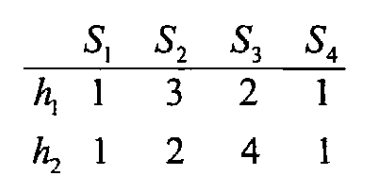 S₁ S₂ S₃ S₄
h₁ 1 3 2 1
h₂ 1 2 4 1